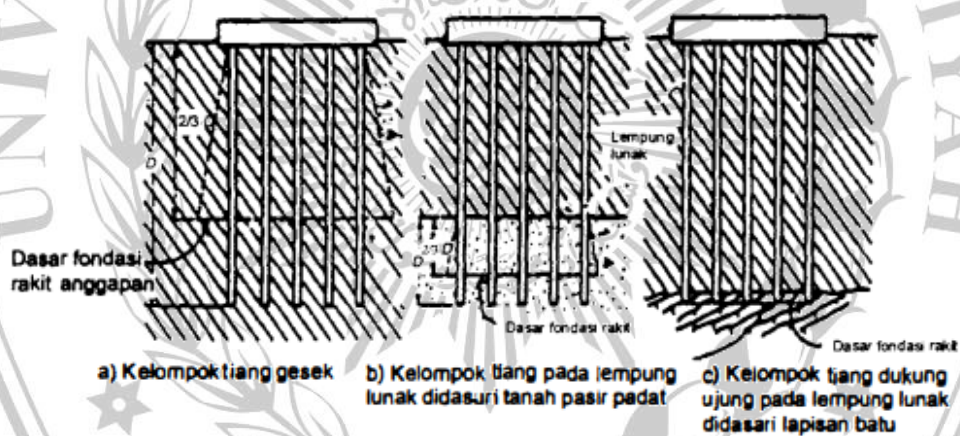 2/3 D
D
Dasar fondasi
rakit anggapan
a) Kelompok tiang gesek
Lempung
lunak
2/3 D
D
Dasar fondasi rakit
b) Kelompok tiang pada lempung
lunak didasuri tanah pasir padat
Dasar fondasi rakit
c) Kelompok tiang dukung
ujung pada lempung lunak
didasari lapisan batu